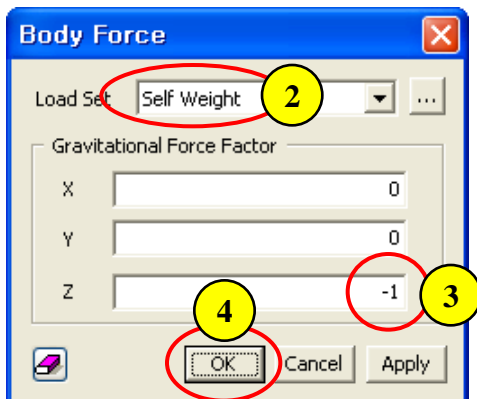 Body Force
Load Set Self Weight 2 ...
Gravitational Force Factor
X 0
Y 0
Z -1 3
4
OK Cancel Apply